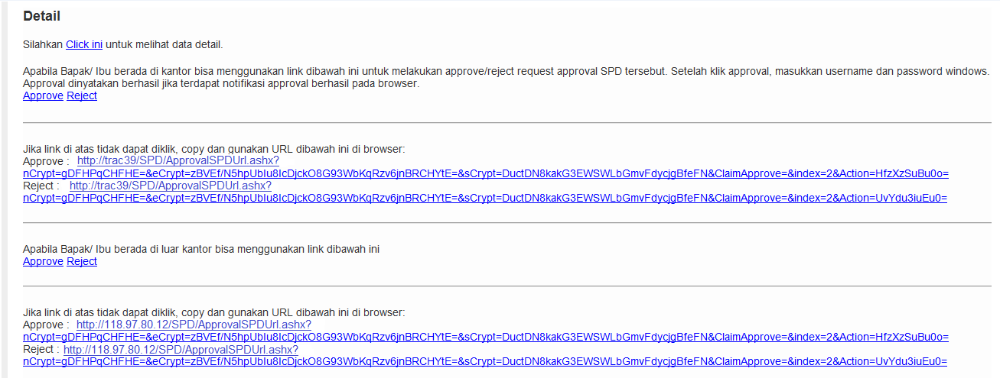 Detail
Silahkan Click ini untuk melihat data detail.
Apabila Bapak/ Ibu berada di kantor bisa menggunakan link dibawah ini untuk melakukan approve/reject request approval SPD tersebut. Setelah klik approval, masukkan username dan password windows.
Approval dinyatakan berhasil jika terdapat notifikasi approval berhasil pada browser.
Approve Reject
Jika link di atas tidak dapat diklik, copy dan gunakan URL dibawah ini di browser:
Approve : http://trac39/SPD/ApprovalSPDUrl.ashx?
nCrypt=gDFHPqCHFHE=&eCrypt=zBVEf/N5hpUbIu8IcDjckO8G93WbKqRzv6jnBRCHYtE=&sCrypt=DuctDN8kakG3EWSWLbGmvFdycjgBfeFN&ClaimApprove=&index=2&Action=HfzXzSuBu0o=
Reject : http://trac39/SPD/ApprovalSPDUrl.ashx?
nCrypt=gDFHPqCHFHE=&eCrypt=zBVEf/N5hpUbIu8IcDjckO8G93WbKqRzv6jnBRCHYtE=&sCrypt=DuctDN8kakG3EWSWLbGmvFdycjgBfeFN&ClaimApprove=&index=2&Action=UvYdu3iuEu0=
Apabila Bapak/ Ibu berada di luar kantor bisa menggunakan link dibawah ini
Approve Reject
Jika link di atas tidak dapat diklik, copy dan gunakan URL dibawah ini di browser:
Approve : http://118.97.80.12/SPD/ApprovalSPDUrl.ashx?
nCrypt=gDFHPqCHFHE=&eCrypt=zBVEf/N5hpUbIu8IcDjckO8G93WbKqRzv6jnBRCHYtE=&sCrypt=DuctDN8kakG3EWSWLbGmvFdycjgBfeFN&ClaimApprove=&index=2&Action=HfzXzSuBu0o=
Reject : http://118.97.80.12/SPD/ApprovalSPDUrl.ashx?
nCrypt=gDFHPqCHFHE=&eCrypt=zBVEf/N5hpUbIu8IcDjckO8G93WbKqRzv6jnBRCHYtE=&sCrypt=DuctDN8kakG3EWSWLbGmvFdycjgBfeFN&ClaimApprove=&index=2&Action=UvYdu3iuEu0=